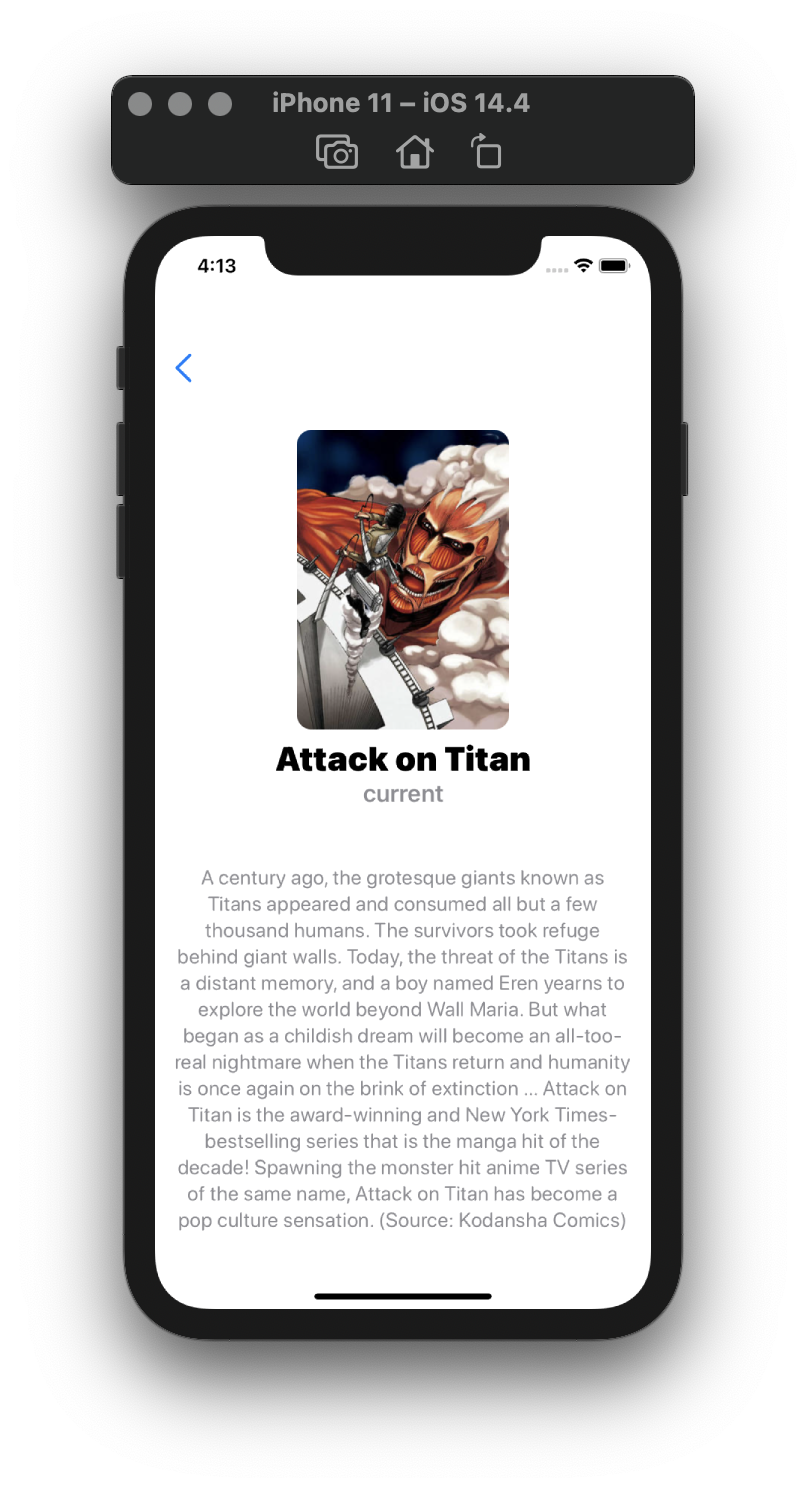 iPhone 11 – iOS 14.4
4:13
Attack on Titan
current
A century ago, the grotesque giants known as
Titans appeared and consumed all but a few
thousand humans. The survivors took refuge
behind giant walls. Today, the threat of the Titans is
a distant memory, and a boy named Eren yearns to
explore the world beyond Wall Maria. But what
began as a childish dream will become an all-too-
real nightmare when the Titans return and humanity
is once again on the brink of extinction ... Attack on
Titan is the award-winning and New York Times-
bestselling series that is the manga hit of the
decade! Spawning the monster hit anime TV series
of the same name, Attack on Titan has become a
pop culture sensation. (Source: Kodansha Comics)